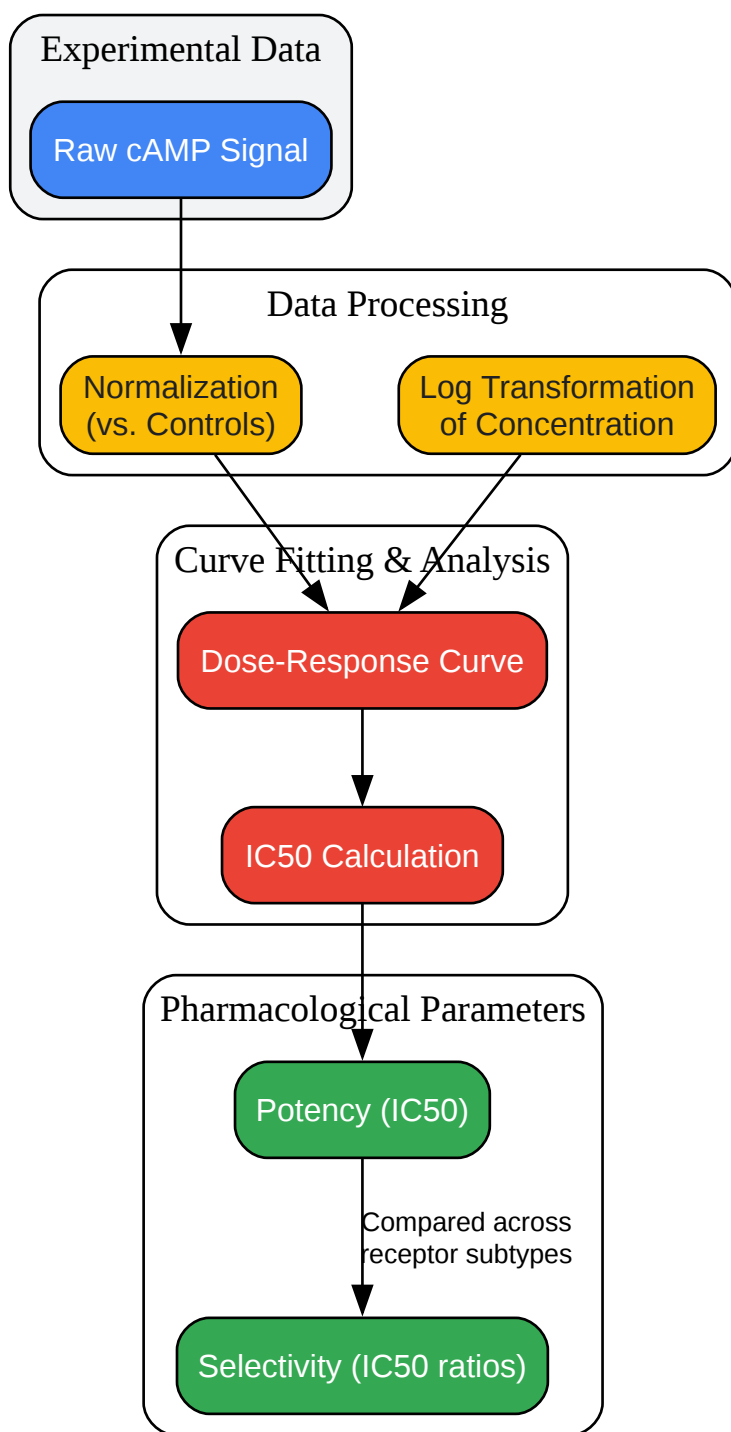 Experimental Data
Raw cAMP Signal
Data Processing
Normalization
(vs. Controls)
Log Transformation
of Concentration
Curve Fitting & Analysis
Dose-Response Curve
IC50 Calculation
Pharmacological Parameters
Potency (IC50)
Compared across
receptor subtypes
Selectivity (IC50 ratios)